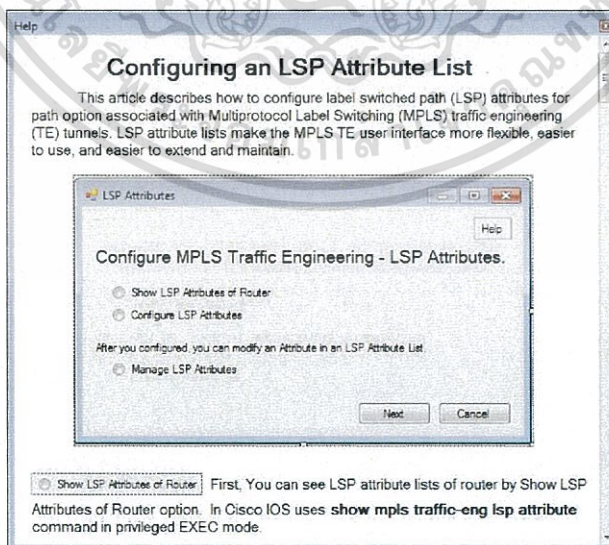 Help
Configuring an LSP Attribute List
This article describes how to configure label switched path (LSP) attributes for
path option associated with Multiprotocol Label Switching (MPLS) traffic engineering
(TE) tunnels. LSP attribute lists make the MPLS TE user interface more flexible, easier
to use, and easier to extend and maintain.
LSP Attributes
Help
Configure MPLS Traffic Engineering - LSP Attributes.
Show LSP Attributes of Router
Configure LSP Attributes
After you configured, you can modify an Attribute in an LSP Attribute List.
Manage LSP Attributes
Next Cancel
Show LSP Attributes of Router First, You can see LSP attribute lists of router by Show LSP
Attributes of Router option. In Cisco IOS uses show mpls traffic-eng lsp attribute
command in privileged EXEC mode.